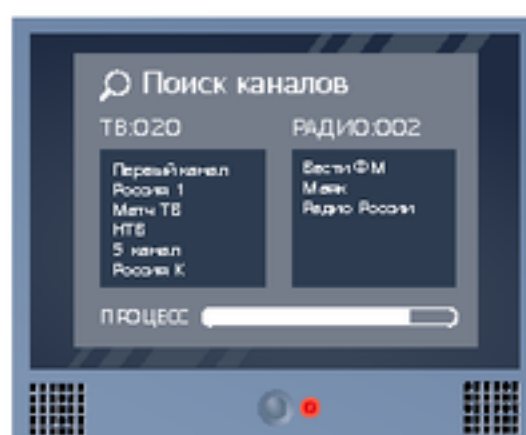 Поиск каналов
ТВ:020
Первый канал
Россия 1
Матч ТВ
НТВ
5 канал
Россия К
РАДИО:002
Вести ФМ
Маяк
Радио России
ПРОЦЕСС